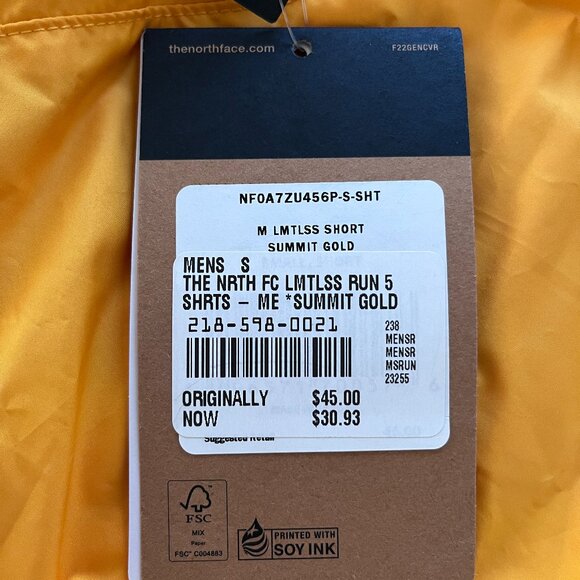 thenorthface.com F22GENCVR
NF0A7ZU456P-S-SHT
M LMTLSS SHORT
SUMMIT GOLD
MENS S
THE NRTH FC LMTLSS RUN 5
SHRTS - ME *SUMMIT GOLD
218-598-0021
238
MENSR
MENSR
MSRUN
23255
ORIGINALLY $45.00
NOW $30.93
Suggested Retail
FSC
MIX
Paper
FSC® C004863
PRINTED WITH
SOY INK